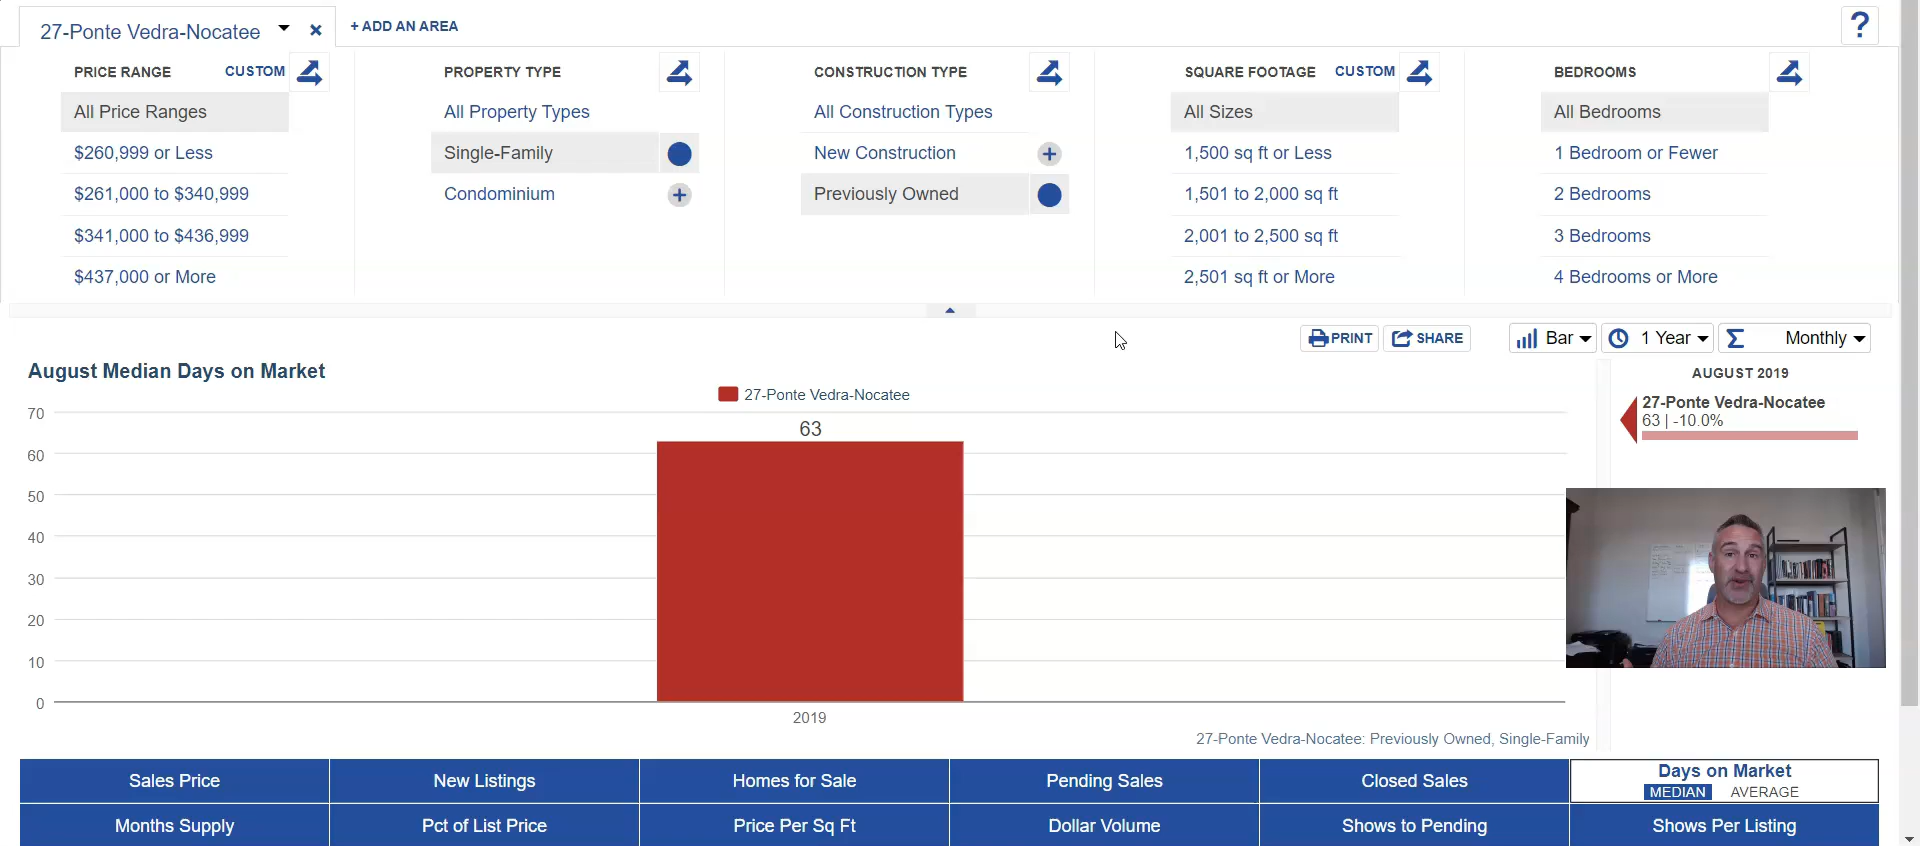 27-Ponte Vedra-Nocatee
+ ADD AN AREA
?
PRICE RANGE CUSTOM
All Price Ranges
$260,999 or Less
$261,000 to $340,999
$341,000 to $436,999
$437,000 or More
PROPERTY TYPE
All Property Types
Single-Family
Condominium
CONSTRUCTION TYPE
All Construction Types
New Construction
Previously Owned
SQUARE FOOTAGE CUSTOM
All Sizes
1,500 sq ft or Less
1,501 to 2,000 sq ft
2,001 to 2,500 sq ft
2,501 sq ft or More
BEDROOMS
All Bedrooms
1 Bedroom or Fewer
2 Bedrooms
3 Bedrooms
4 Bedrooms or More
PRINT SHARE Bar 1 Year Σ Monthly
August Median Days on Market
27-Ponte Vedra-Nocatee
70
60
50
40
30
20
10
0
63
2019
27-Ponte Vedra-Nocatee: Previously Owned, Single-Family
AUGUST 2019
27-Ponte Vedra-Nocatee
63 | -10.0%
Sales Price New Listings Homes for Sale Pending Sales Closed Sales Days on Market
MEDIAN AVERAGE
Months Supply Pct of List Price Price Per Sq Ft Dollar Volume Shows to Pending Shows Per Listing